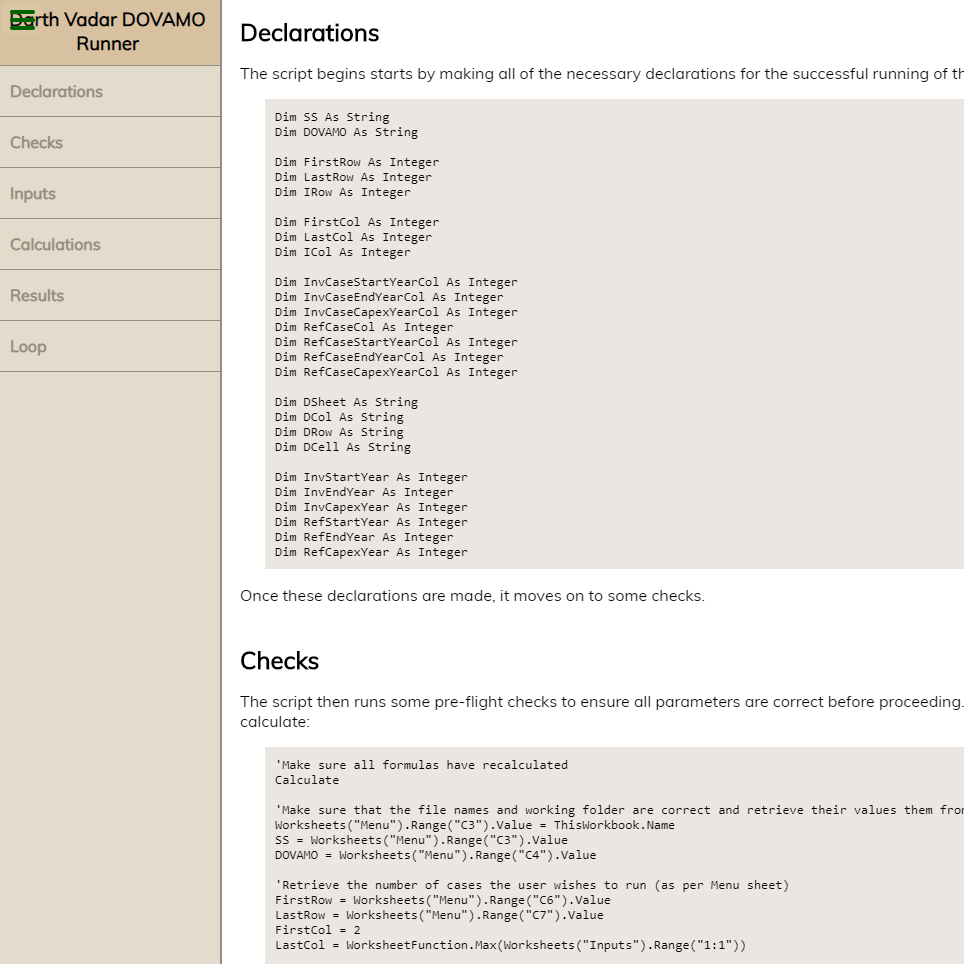 Darth Vadar DOVAMO
Runner
Declarations
Checks
Inputs
Calculations
Results
Loop
Declarations
The script begins starts by making all of the necessary declarations for the successful running of
Dim SS As String
Dim DOVAMO As String
Dim FirstRow As Integer
Dim LastRow As Integer
Dim IRow As Integer
Dim FirstCol As Integer
Dim LastCol As Integer
Dim ICol As Integer
Dim InvCaseStartYearCol As Integer
Dim InvCaseEndYearCol As Integer
Dim InvCaseCapexYearCol As Integer
Dim RefCaseCol As Integer
Dim RefCaseStartYearCol As Integer
Dim RefCaseEndYearCol As Integer
Dim RefCaseCapexYearCol As Integer
Dim DSheet As String
Dim DCol As String
Dim DRow As String
Dim DCell As String
Dim InvStartYear As Integer
Dim InvEndYear As Integer
Dim InvCapexYear As Integer
Dim RefStartYear As Integer
Dim RefEndYear As Integer
Dim RefCapexYear As Integer
Once these declarations are made, it moves on to some checks.
Checks
The script then runs some pre-flight checks to ensure all parameters are correct before proceeding.
calculate:
'Make sure all formulas have recalculated
Calculate
'Make sure that the file names and working folder are correct and retrieve their values them
Worksheets("Menu").Range("C3").Value = ThisWorkbook.Name
SS = Worksheets("Menu").Range("C3").Value
DOVAMO = Worksheets("Menu").Range("C4").Value
'Retrieve the number of cases the user wishes to run (as per Menu sheet)
FirstRow = Worksheets("Menu").Range("C6").Value
LastRow = Worksheets("Menu").Range("C7").Value
FirstCol = 2
LastCol = WorksheetFunction.Max(Worksheets("Inputs").Range("1:1"))